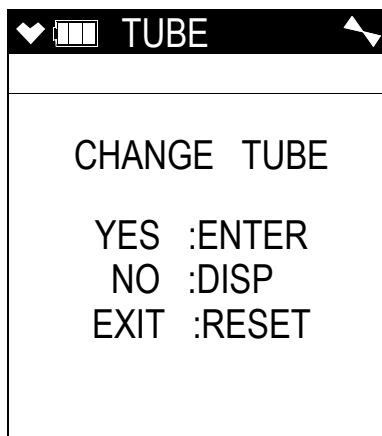 TUBE
CHANGE TUBE
YES :ENTER
NO :DISP
EXIT :RESET